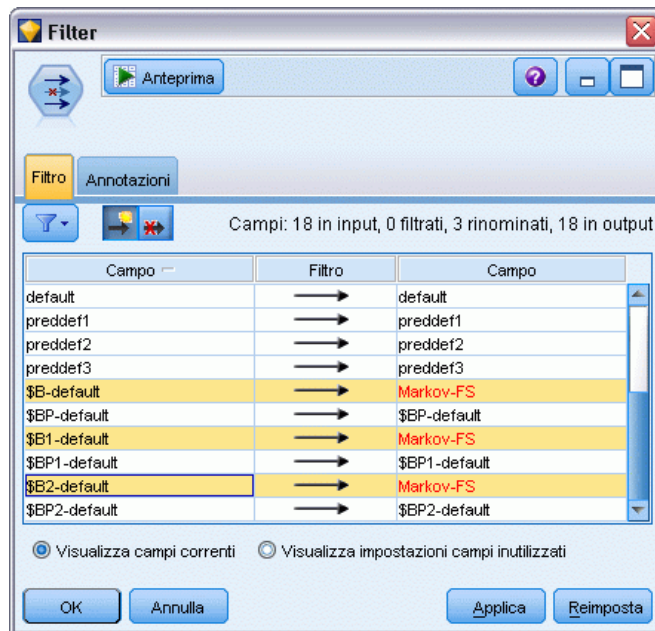 Filter
Anteprima
Filtro Annotazioni
Campi: 18 in input, 0 filtrati, 3 rinominati, 18 in output
Campo Filtro Campo
default default
preddef1 preddef1
preddef2 preddef2
preddef3 preddef3
$B-default Markov-FS
$BP-default $BP-default
$B1-default Markov-FS
$BP1-default $BP1-default
$B2-default Markov-FS
$BP2-default $BP2-default
Visualizza campi correnti Visualizza impostazioni campi inutilizzati
OK Annulla Applica Reimposta